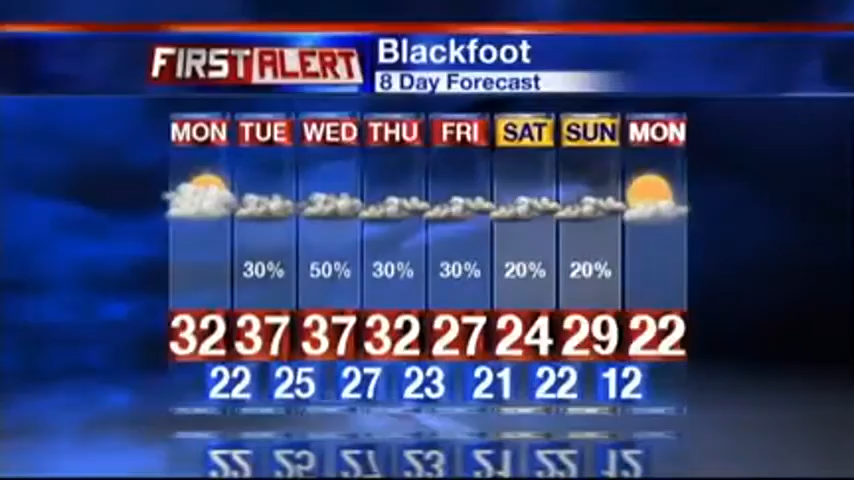 FIRST ALERT
Blackfoot
8 Day Forecast
MON TUE WED THU FRI SAT SUN MON
30% 50% 30% 30% 20% 20%
32 37 37 32 27 24 29 22
22 25 27 23 21 22 12